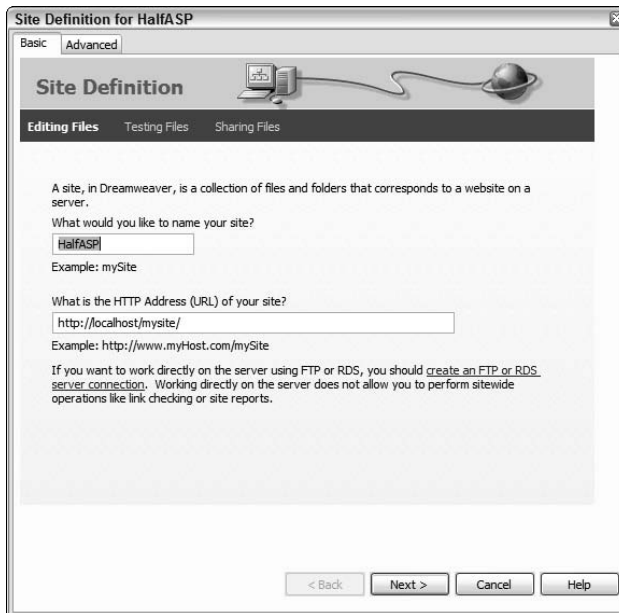 Site Definition for HalfASP
Basic
Advanced
Site Definition
Editing Files
Testing Files
Sharing Files
A site, in Dreamweaver, is a collection of files and folders that corresponds to a website on a
server.
What would you like to name your site?
HalfASP
Example: mySite
What is the HTTP Address (URL) of your site?
http://localhost/mysite/
Example: http://www.myHost.com/mySite
If you want to work directly on the server using FTP or RDS, you should create an FTP or RDS
server connection. Working directly on the server does not allow you to perform sitewide
operations like link checking or site reports.
< Back
Next >
Cancel
Help